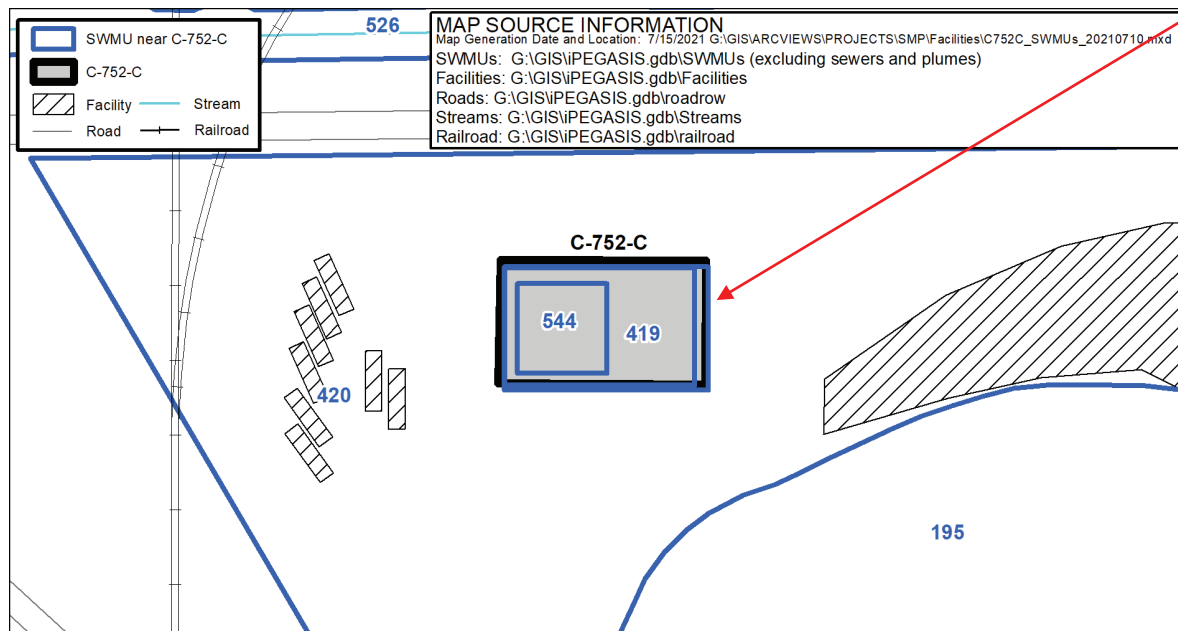 SWMU near C-752-C
C-752-C
Facility
Stream
Road
Railroad
526
MAP SOURCE INFORMATION
Map Generation Date and Location: 7/15/2021 G:\GIS\ARCVIEWS\PROJECTS\SMP\Facilities\C752C_SWMUs_20210710.mxd
SWMUs: G:\GIS\iPEGASIS.gdb\SWMUs (excluding sewers and plumes)
Facilities: G:\GIS\iPEGASIS.gdb\Facilities
Roads: G:\GIS\iPEGASIS.gdb\roadrow
Streams: G:\GIS\iPEGASIS.gdb\Streams
Railroad: G:\GIS\iPEGASIS.gdb\railroad
C-752-C
544
419
420
195